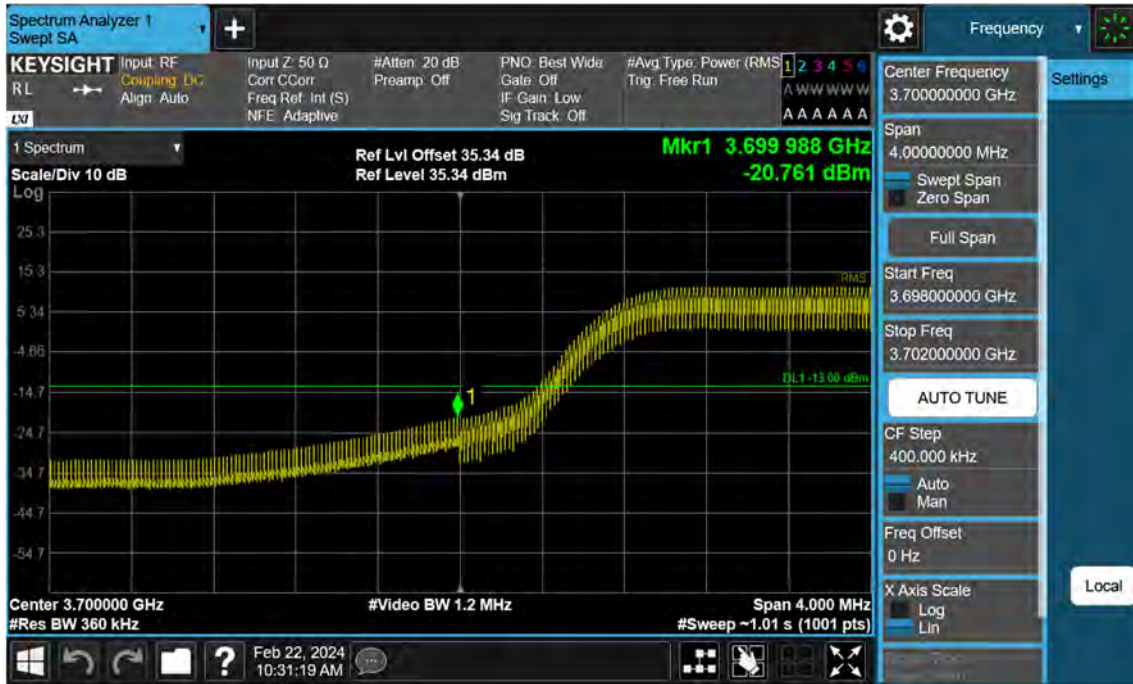 Spectrum Analyzer 1
Swept SA
Frequency
KEYSIGHT
RL
LXI
Input: RF
Coupling: DC
Align: Auto
Input Z: 50 Ω
Corr CCorr
Freq Ref: Int (S)
NFE: Adaptive
#Atten: 20 dB
Preamp: Off
PNO: Best Wide
Gate: Off
IF Gain: Low
Sig Track: Off
#Avg Type: Power (RMS
Trig: Free Run
1 2 3 4 5 6
A W W W W W
A A A A A A
1 Spectrum
Scale/Div 10 dB
Ref Lvl Offset 35.34 dB
Ref Level 35.34 dBm
Mkr1 3.699 988 GHz
-20.761 dBm
Log
25.3
15.3
5.34
-4.66
-14.7
-24.7
-34.7
-44.7
-54.7
RMS
DL1 -13.00 dBm
1
Center 3.700000 GHz
#Res BW 360 kHz
#Video BW 1.2 MHz
Span 4.000 MHz
#Sweep ~1.01 s (1001 pts)
Feb 22, 2024
10:31:19 AM
Center Frequency
3.700000000 GHz
Span
4.00000000 MHz
Swept Span
Zero Span
Full Span
Start Freq
3.698000000 GHz
Stop Freq
3.702000000 GHz
AUTO TUNE
CF Step
400.000 kHz
Auto
Man
Freq Offset
0 Hz
X Axis Scale
Log
Lin
Settings
Local